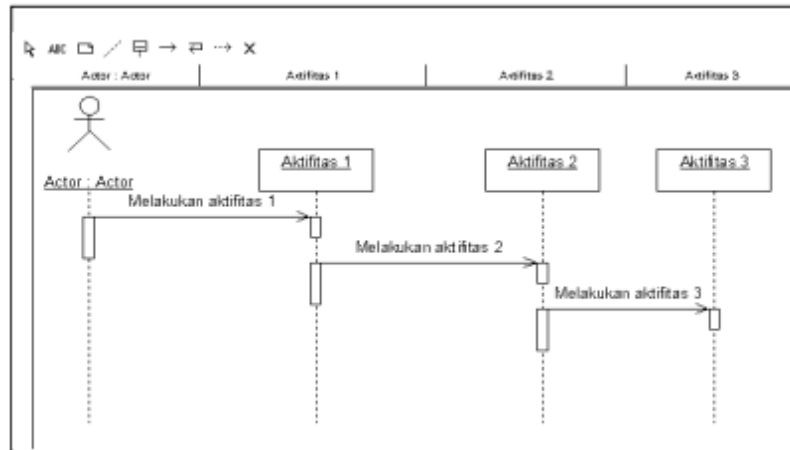 ABC
Actor : Actor
Aktifitas 1
Aktifitas 2
Aktifitas 3
Aktifitas 1
Aktifitas 2
Aktifitas 3
Actor : Actor
Melakukan aktifitas 1
Melakukan aktifitas 2
Melakukan aktifitas 3